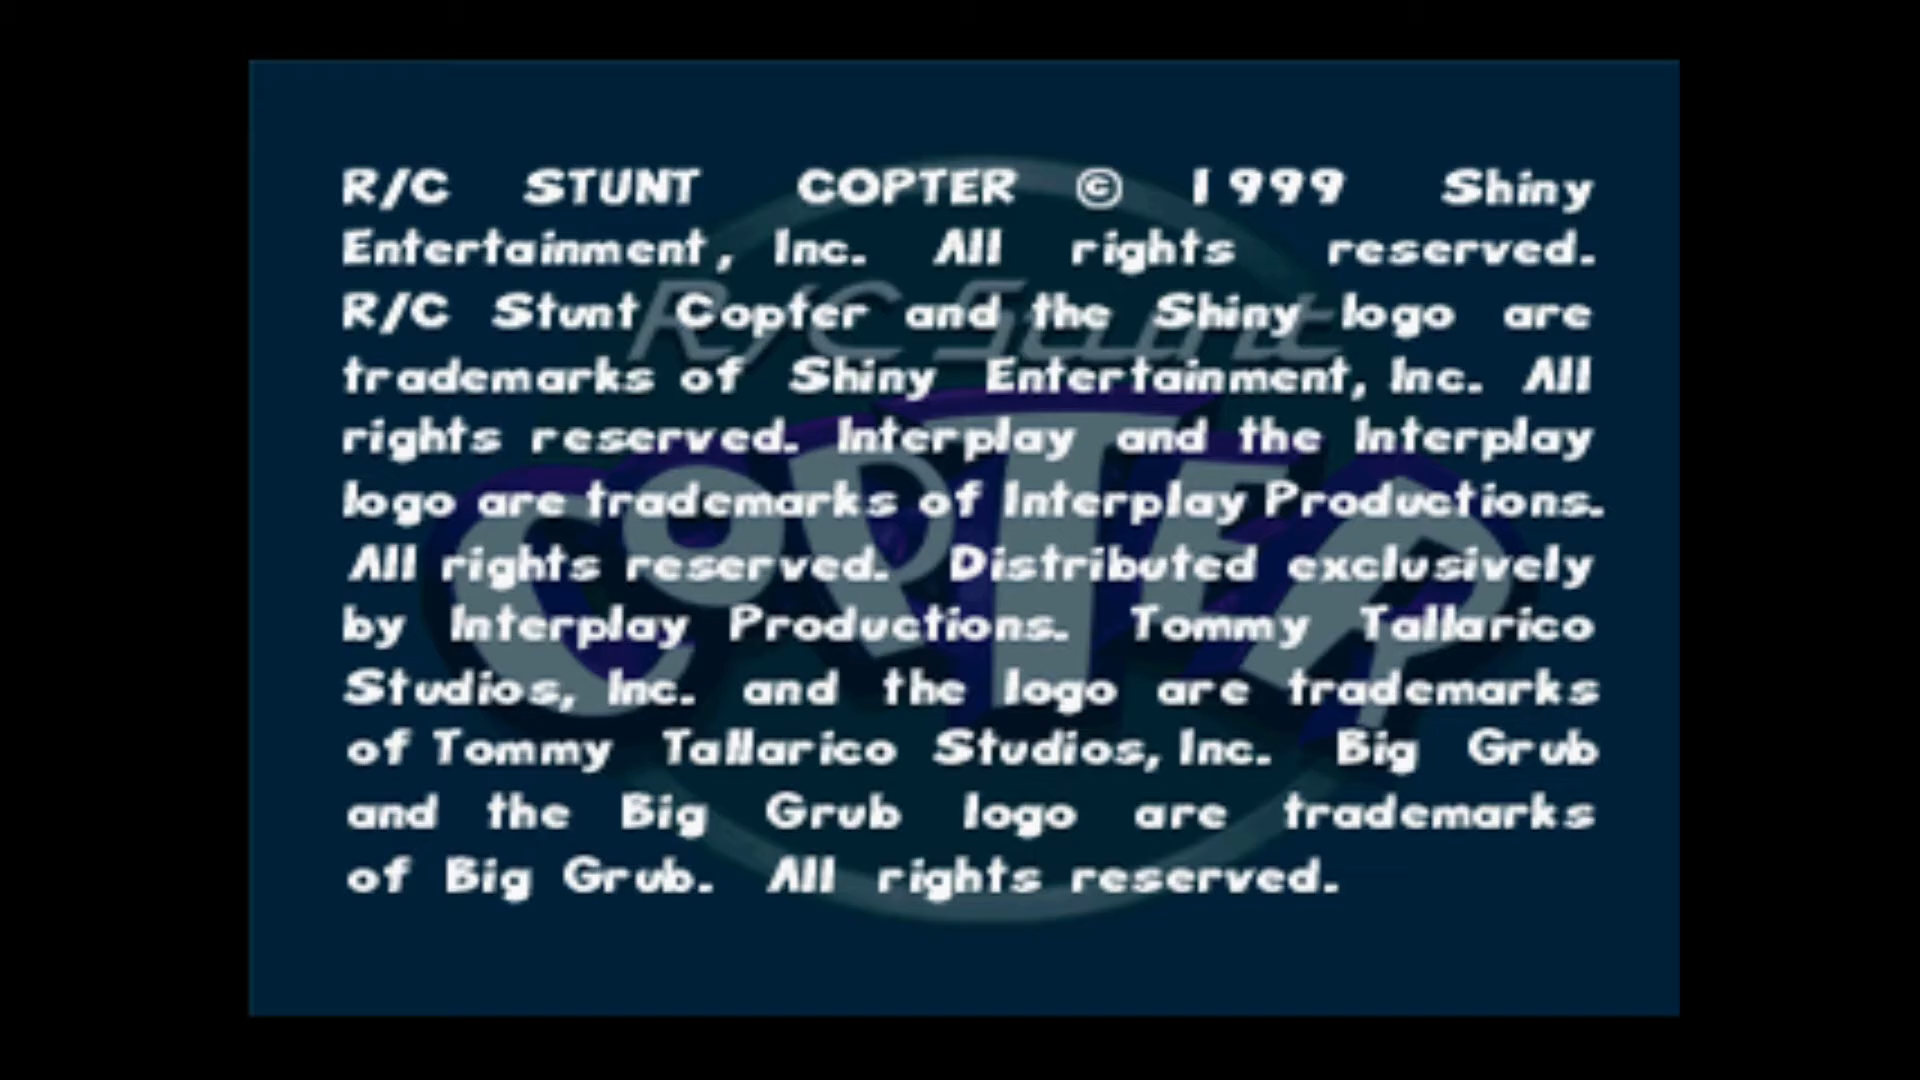 R/C STUNT COPTER © 1999 Shiny
Entertainment, Inc. All rights reserved.
R/C Stunt Copter and the Shiny logo are
trademarks of Shiny Entertainment, Inc. All
rights reserved. Interplay and the Interplay
logo are trademarks of Interplay Productions.
All rights reserved. Distributed exclusively
by Interplay Productions. Tommy Tallarico
Studios, Inc. and the logo are trademarks
of Tommy Tallarico Studios, Inc. Big Grub
and the Big Grub logo are trademarks
of Big Grub. All rights reserved.
R/C Stunt
COPTER